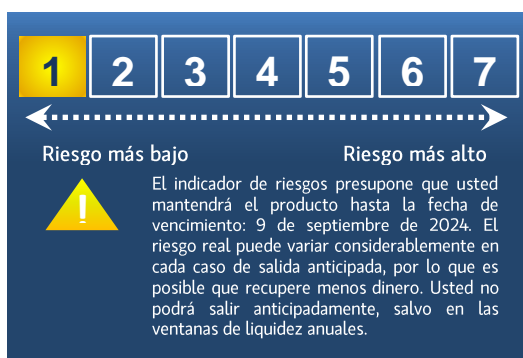 1 2 3 4 5 6 7
Riesgo más bajo Riesgo más alto
!
El indicador de riesgos presupone que usted
mantendrá el producto hasta la fecha de
vencimiento: 9 de septiembre de 2024. El
riesgo real puede variar considerablemente en
cada caso de salida anticipada, por lo que es
posible que recupere menos dinero. Usted no
podrá salir anticipadamente, salvo en las
ventanas de liquidez anuales.